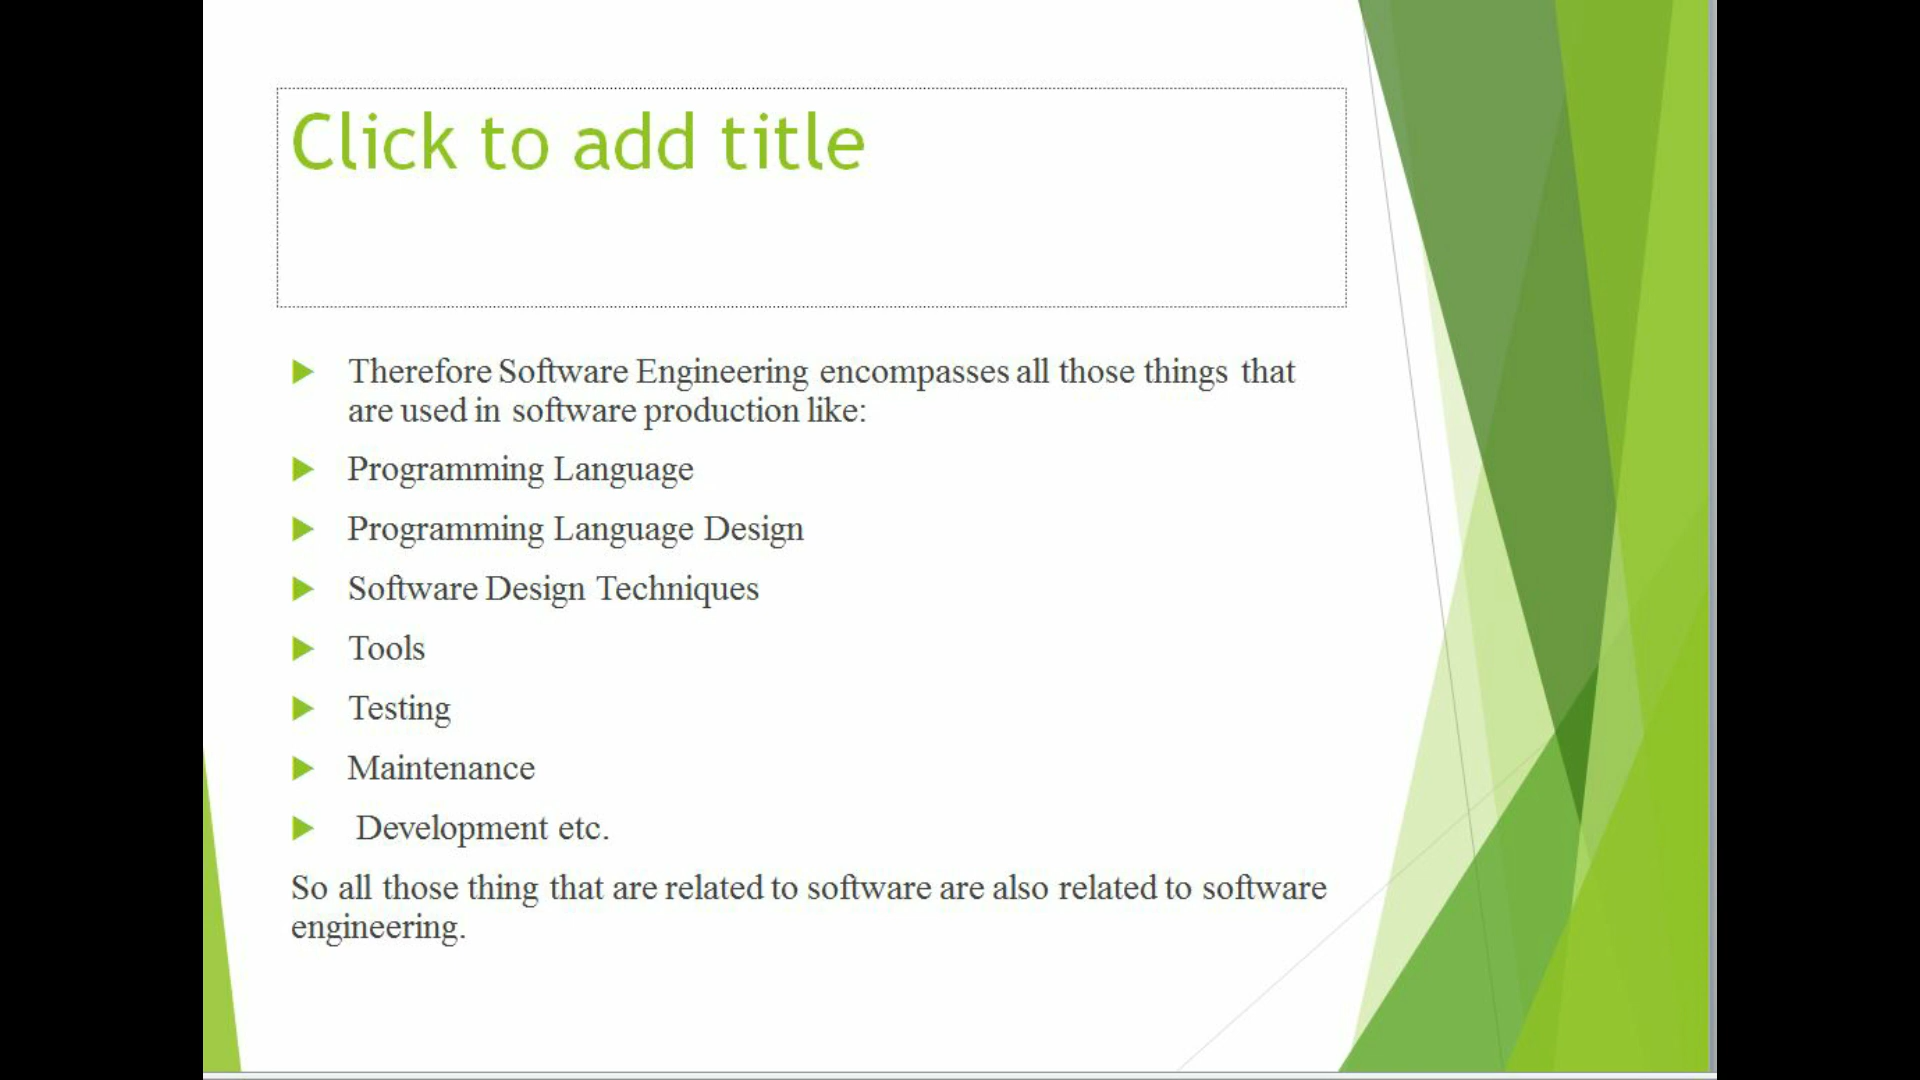 Click to add title
Therefore Software Engineering encompasses all those things that
are used in software production like:
Programming Language
Programming Language Design
Software Design Techniques
Tools
Testing
Maintenance
Development etc.
So all those thing that are related to software are also related to software
engineering.